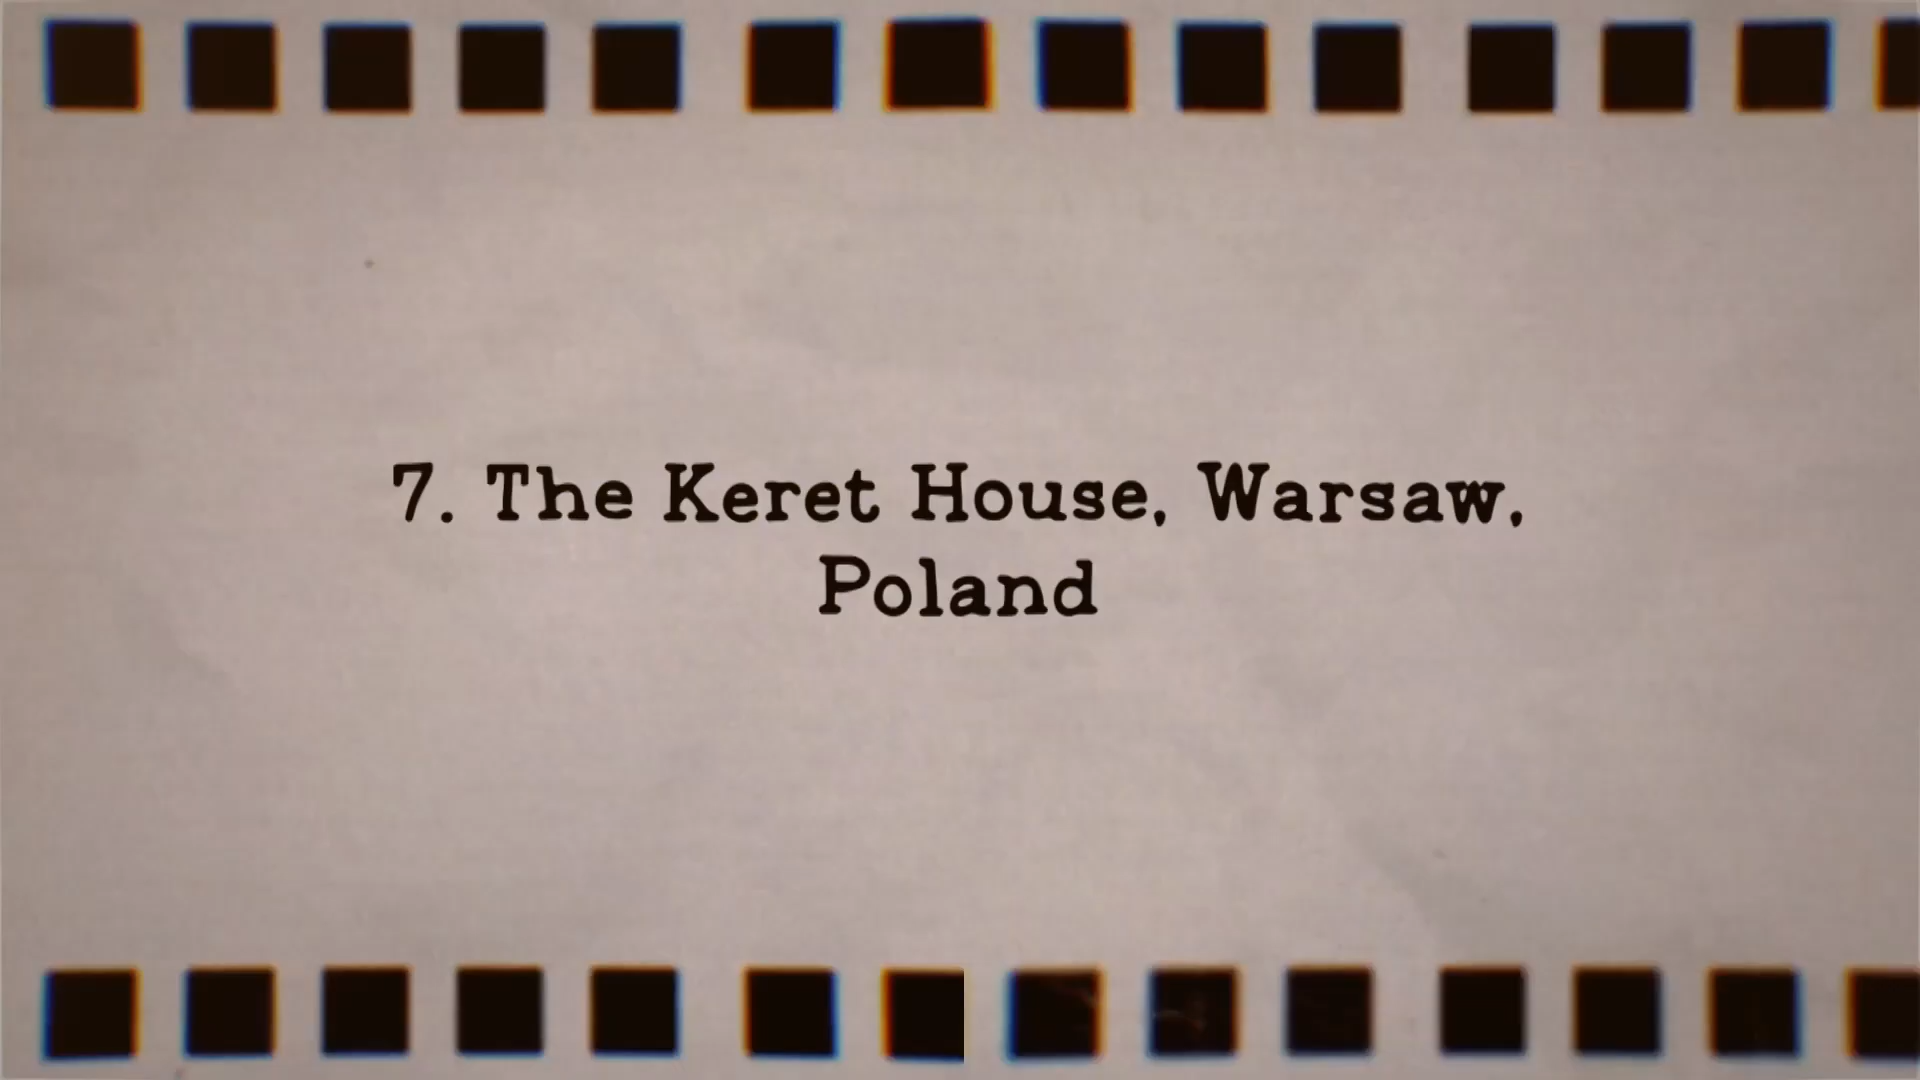 7. The Keret House, Warsaw,
Poland